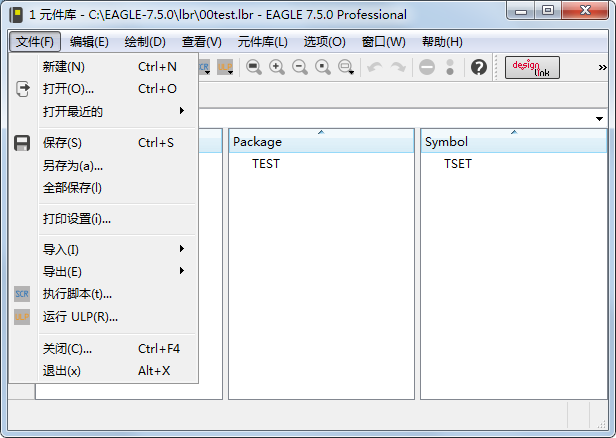 1 元件库 - C:\EAGLE-7.5.0\lbr\00test.lbr - EAGLE 7.5.0 Professional
文件(F) 编辑(E) 绘制(D) 查看(V) 元件库(L) 选项(O) 窗口(W) 帮助(H)
SCR ULP design link »
新建(N) Ctrl+N
打开(O)... Ctrl+O
打开最近的
保存(S) Ctrl+S
另存为(a)...
全部保存(l)
打印设置(i)...
导入(I)
导出(E)
SCR 执行脚本(t)...
ULP 运行 ULP(R)...
关闭(C)... Ctrl+F4
退出(x) Alt+X
Package
TEST
Symbol
TSET